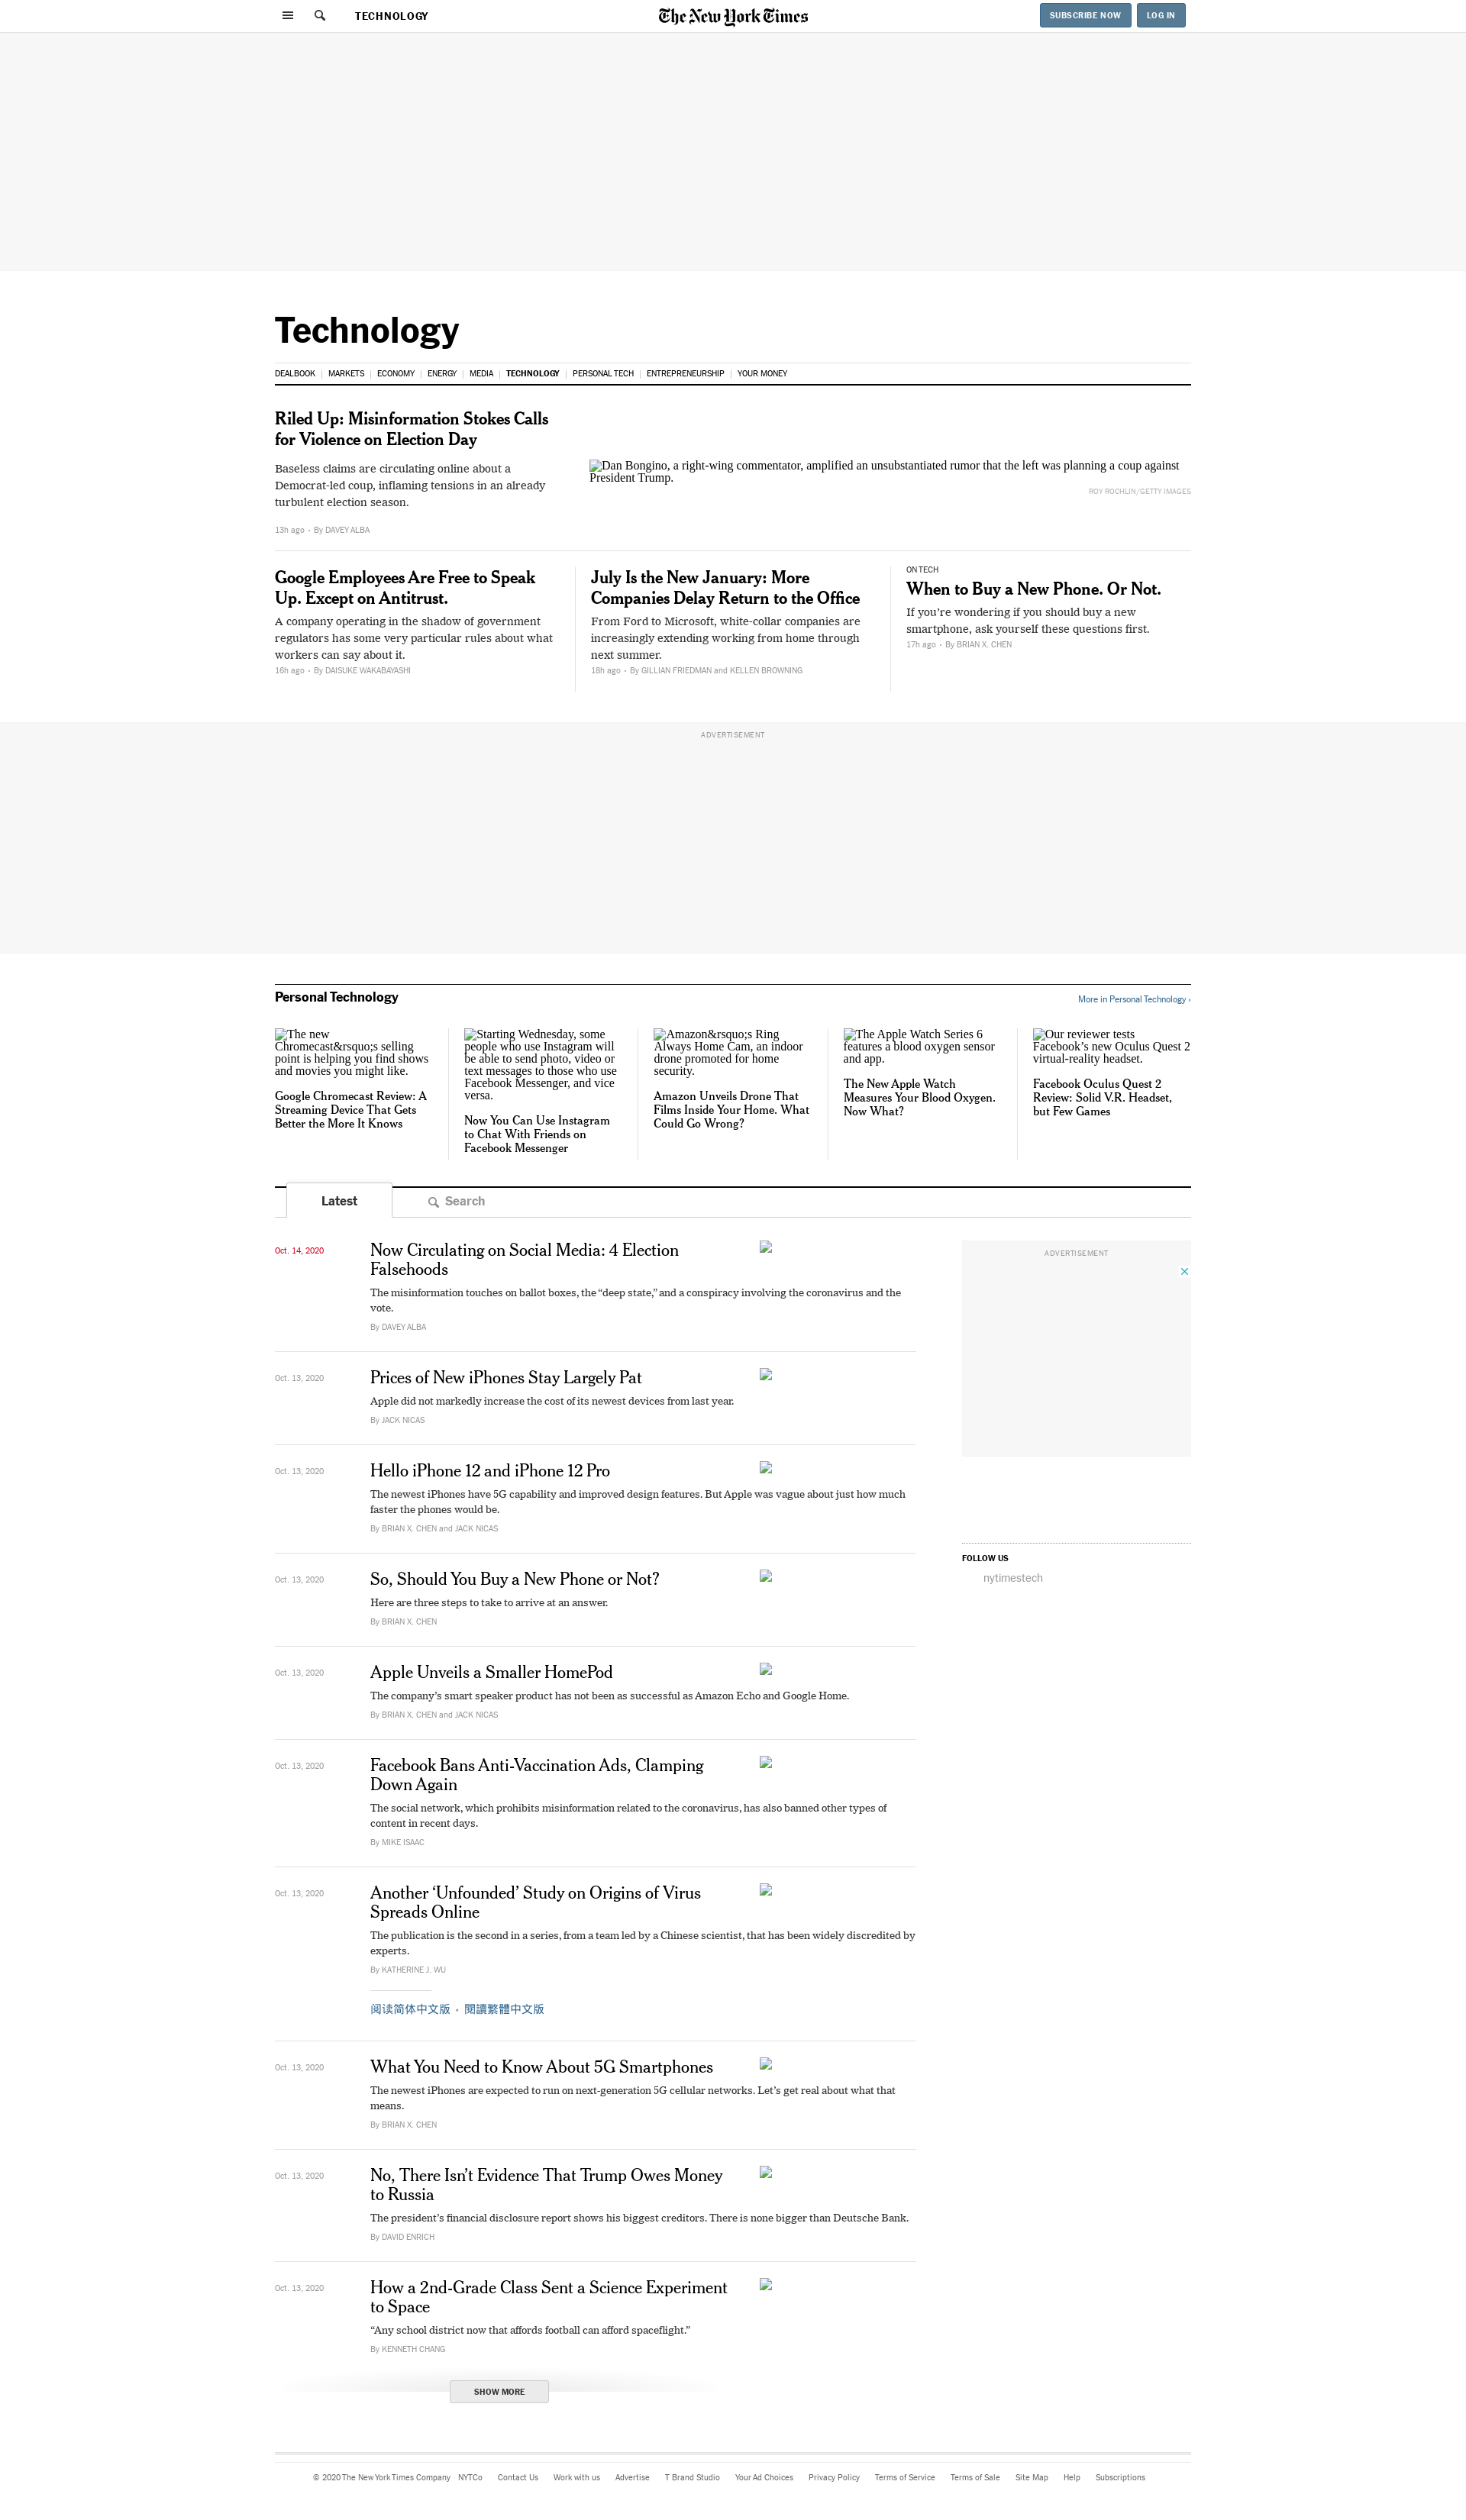 TECHNOLOGY
The New York Times
SUBSCRIBE NOW
LOG IN
Technology
DEALBOOK | MARKETS | ECONOMY | ENERGY | MEDIA | TECHNOLOGY | PERSONAL TECH | ENTREPRENEURSHIP | YOUR MONEY
Riled Up: Misinformation Stokes Calls
for Violence on Election Day
Baseless claims are circulating online about a
Democrat-led coup, inflaming tensions in an already
turbulent election season.
13h ago • By DAVEY ALBA
Dan Bongino, a right-wing commentator, amplified an unsubstantiated rumor that the left was planning a coup against
President Trump.
ROY ROCHLIN/GETTY IMAGES
Google Employees Are Free to Speak
Up. Except on Antitrust.
A company operating in the shadow of government
regulators has some very particular rules about what
workers can say about it.
16h ago • By DAISUKE WAKABAYASHI
July Is the New January: More
Companies Delay Return to the Office
From Ford to Microsoft, white-collar companies are
increasingly extending working from home through
next summer.
18h ago • By GILLIAN FRIEDMAN and KELLEN BROWNING
ON TECH
When to Buy a New Phone. Or Not.
If you’re wondering if you should buy a new
smartphone, ask yourself these questions first.
17h ago • By BRIAN X. CHEN
ADVERTISEMENT
Personal Technology
More in Personal Technology ›
The new
Chromecast&rsquo;s selling
point is helping you find shows
and movies you might like.
Google Chromecast Review: A
Streaming Device That Gets
Better the More It Knows
Starting Wednesday, some
people who use Instagram will
be able to send photo, video or
text messages to those who use
Facebook Messenger, and vice
versa.
Now You Can Use Instagram
to Chat With Friends on
Facebook Messenger
Amazon&rsquo;s Ring
Always Home Cam, an indoor
drone promoted for home
security.
Amazon Unveils Drone That
Films Inside Your Home. What
Could Go Wrong?
The Apple Watch Series 6
features a blood oxygen sensor
and app.
The New Apple Watch
Measures Your Blood Oxygen.
Now What?
Our reviewer tests
Facebook’s new Oculus Quest 2
virtual-reality headset.
Facebook Oculus Quest 2
Review: Solid V.R. Headset,
but Few Games
Latest
Search
Oct. 14, 2020
Now Circulating on Social Media: 4 Election
Falsehoods
The misinformation touches on ballot boxes, the “deep state,” and a conspiracy involving the coronavirus and the
vote.
By DAVEY ALBA
ADVERTISEMENT
Oct. 13, 2020
Prices of New iPhones Stay Largely Pat
Apple did not markedly increase the cost of its newest devices from last year.
By JACK NICAS
Oct. 13, 2020
Hello iPhone 12 and iPhone 12 Pro
The newest iPhones have 5G capability and improved design features. But Apple was vague about just how much
faster the phones would be.
By BRIAN X. CHEN and JACK NICAS
FOLLOW US
nytimestech
Oct. 13, 2020
So, Should You Buy a New Phone or Not?
Here are three steps to take to arrive at an answer.
By BRIAN X. CHEN
Oct. 13, 2020
Apple Unveils a Smaller HomePod
The company’s smart speaker product has not been as successful as Amazon Echo and Google Home.
By BRIAN X. CHEN and JACK NICAS
Oct. 13, 2020
Facebook Bans Anti-Vaccination Ads, Clamping
Down Again
The social network, which prohibits misinformation related to the coronavirus, has also banned other types of
content in recent days.
By MIKE ISAAC
Oct. 13, 2020
Another ‘Unfounded’ Study on Origins of Virus
Spreads Online
The publication is the second in a series, from a team led by a Chinese scientist, that has been widely discredited by
experts.
By KATHERINE J. WU
阅读简体中文版 • 閱讀繁體中文版
Oct. 13, 2020
What You Need to Know About 5G Smartphones
The newest iPhones are expected to run on next-generation 5G cellular networks. Let’s get real about what that
means.
By BRIAN X. CHEN
Oct. 13, 2020
No, There Isn’t Evidence That Trump Owes Money
to Russia
The president’s financial disclosure report shows his biggest creditors. There is none bigger than Deutsche Bank.
By DAVID ENRICH
Oct. 13, 2020
How a 2nd-Grade Class Sent a Science Experiment
to Space
“Any school district now that affords football can afford spaceflight.”
By KENNETH CHANG
SHOW MORE
© 2020 The New York Times Company NYTCo Contact Us Work with us Advertise T Brand Studio Your Ad Choices Privacy Policy Terms of Service Terms of Sale Site Map Help Subscriptions